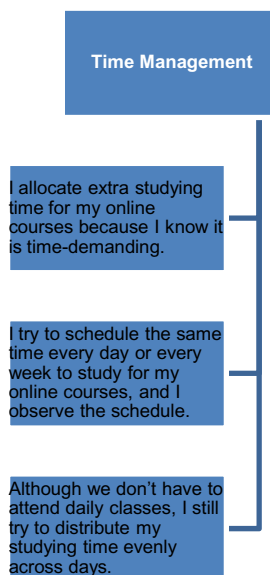 Time Management
I allocate extra studying
time for my online
courses because I know it
is time-demanding.
I try to schedule the same
time every day or every
week to study for my
online courses, and I
observe the schedule.
Although we don't have to
attend daily classes, I still
try to distribute my
studying time evenly
across days.